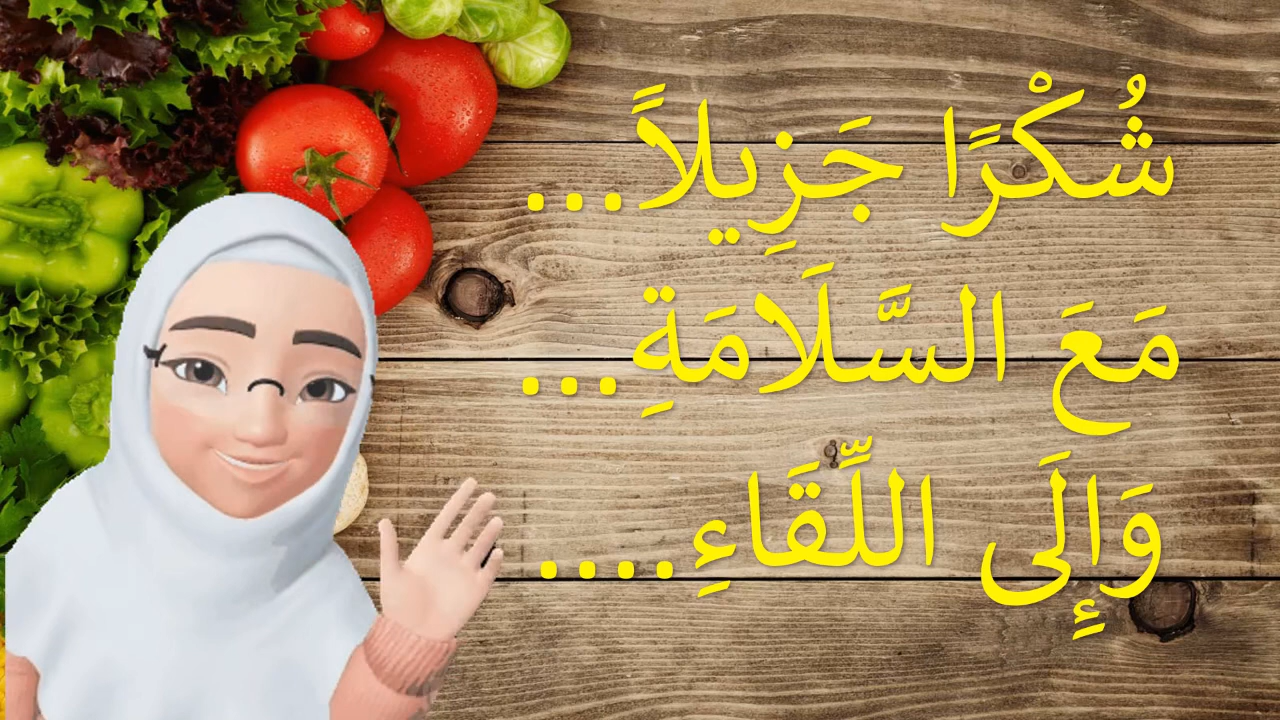 شُكْرًا جَزِيلاً...
مَعَ السَّلَامَةِ...
وَإِلَى اللِّقَاءِ....